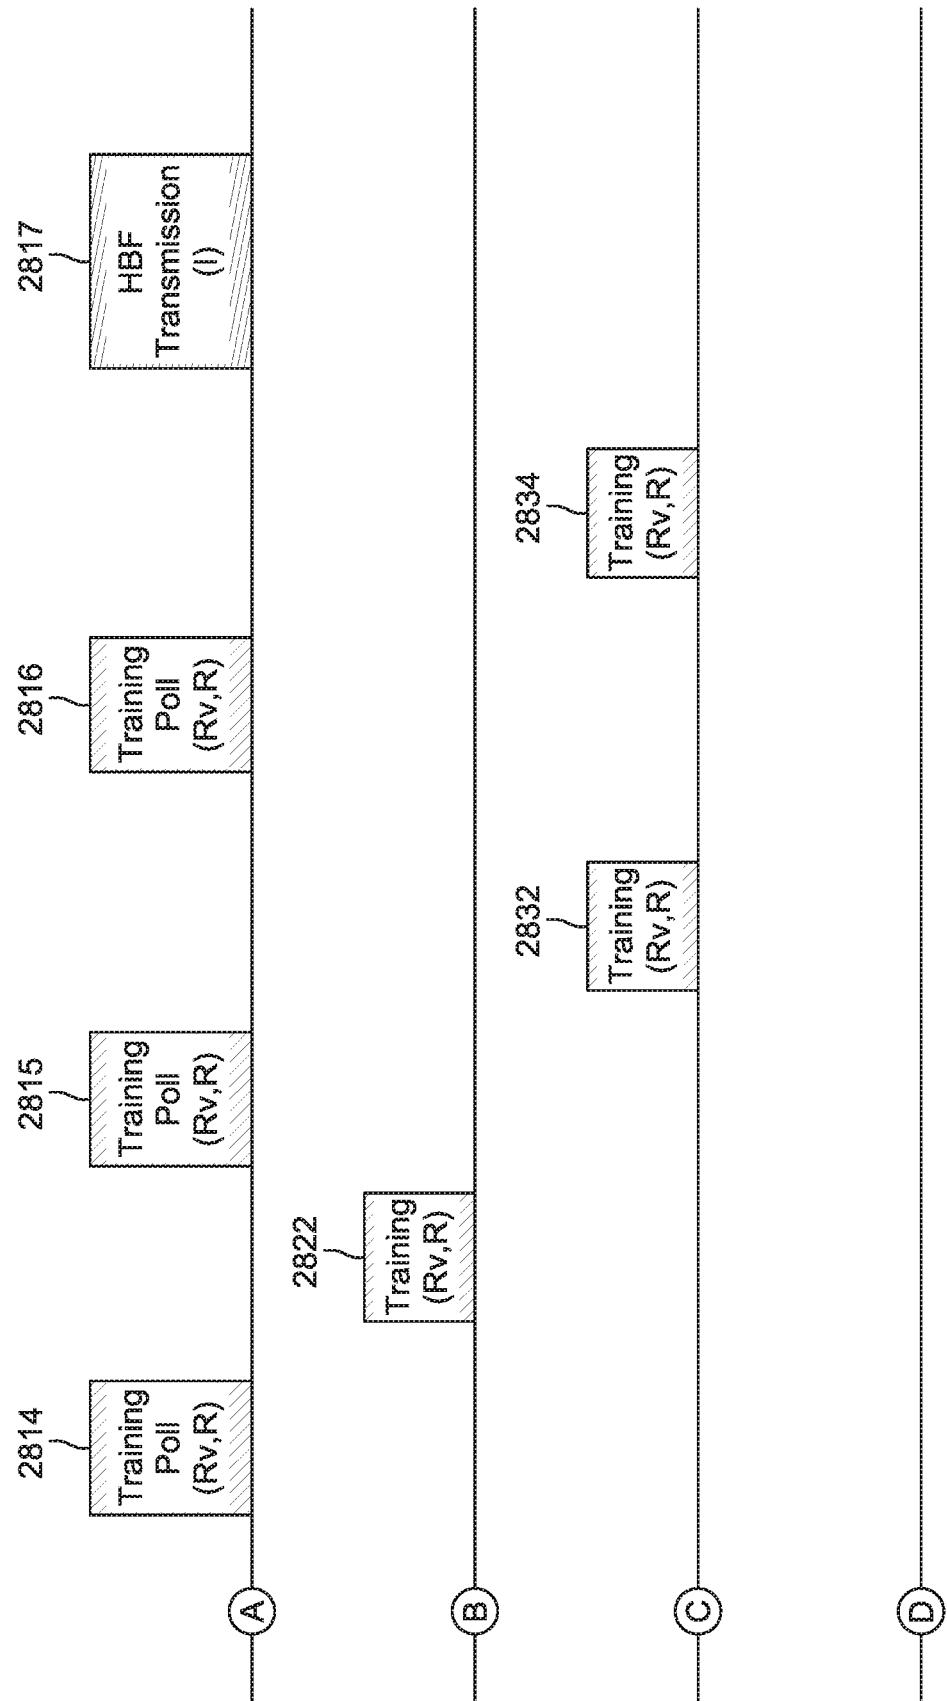 2814
Training
Poll
(Rv,R)
2815
Training
Poll
(Rv,R)
2816
Training
Poll
(Rv,R)
2817
HBF
Transmission
(I)
A
2822
Training
(Rv,R)
B
2832
Training
(Rv,R)
2834
Training
(Rv,R)
C
D